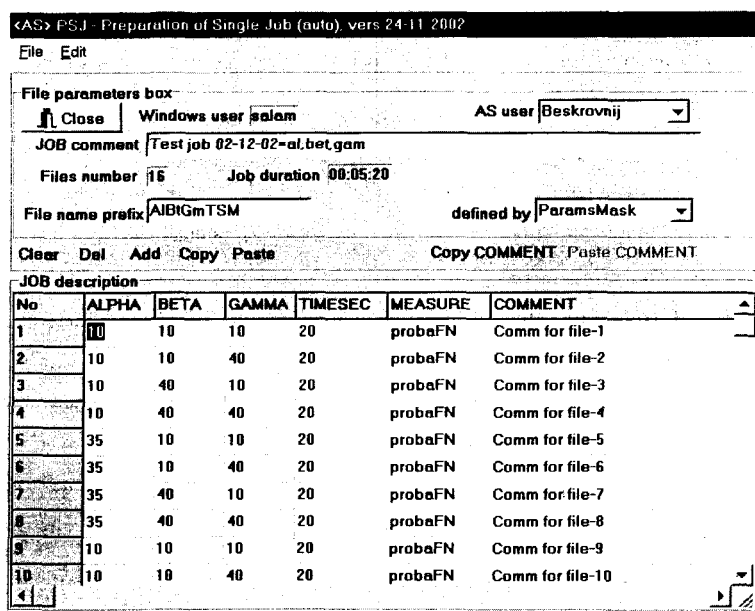 <AS> PSJ - Preparation of Single Job (auto), vers 24-11-2002
File Edit
File parameters box
Close Windows user salam AS user Beskrovnij
JOB comment Test job 02-12-02=al,bet,gam
Files number 16 Job duration 00:05:20
File name prefix AlBtGmTSM defined by ParamsMask
Clear Del Add Copy Paste Copy COMMENT Paste COMMENT
JOB description
No ALPHA BETA GAMMA TIMESEC MEASURE COMMENT
1 10 10 10 20 probaFN Comm for file-1
2 10 10 40 20 probaFN Comm for file-2
3 10 40 10 20 probaFN Comm for file-3
4 10 40 40 20 probaFN Comm for file-4
5 35 10 10 20 probaFN Comm for file-5
6 35 10 40 20 probaFN Comm for file-6
7 35 40 10 20 probaFN Comm for file-7
8 35 40 40 20 probaFN Comm for file-8
9 10 10 10 20 probaFN Comm for file-9
10 10 10 40 20 probaFN Comm for file-10